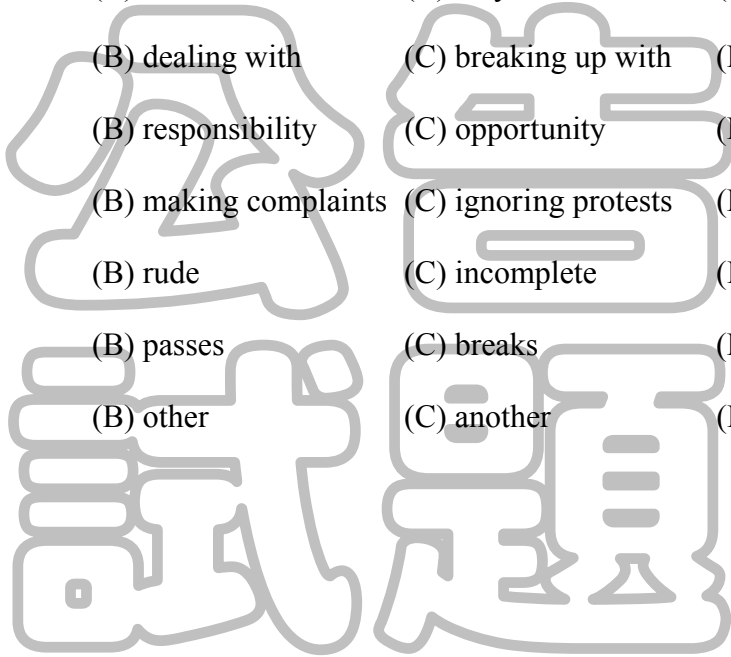 (B) dealing with (C) breaking up with
(B) responsibility (C) opportunity
(B) making complaints (C) ignoring protests
(B) rude (C) incomplete
(B) passes (C) breaks
(B) other (C) another
公告
試題